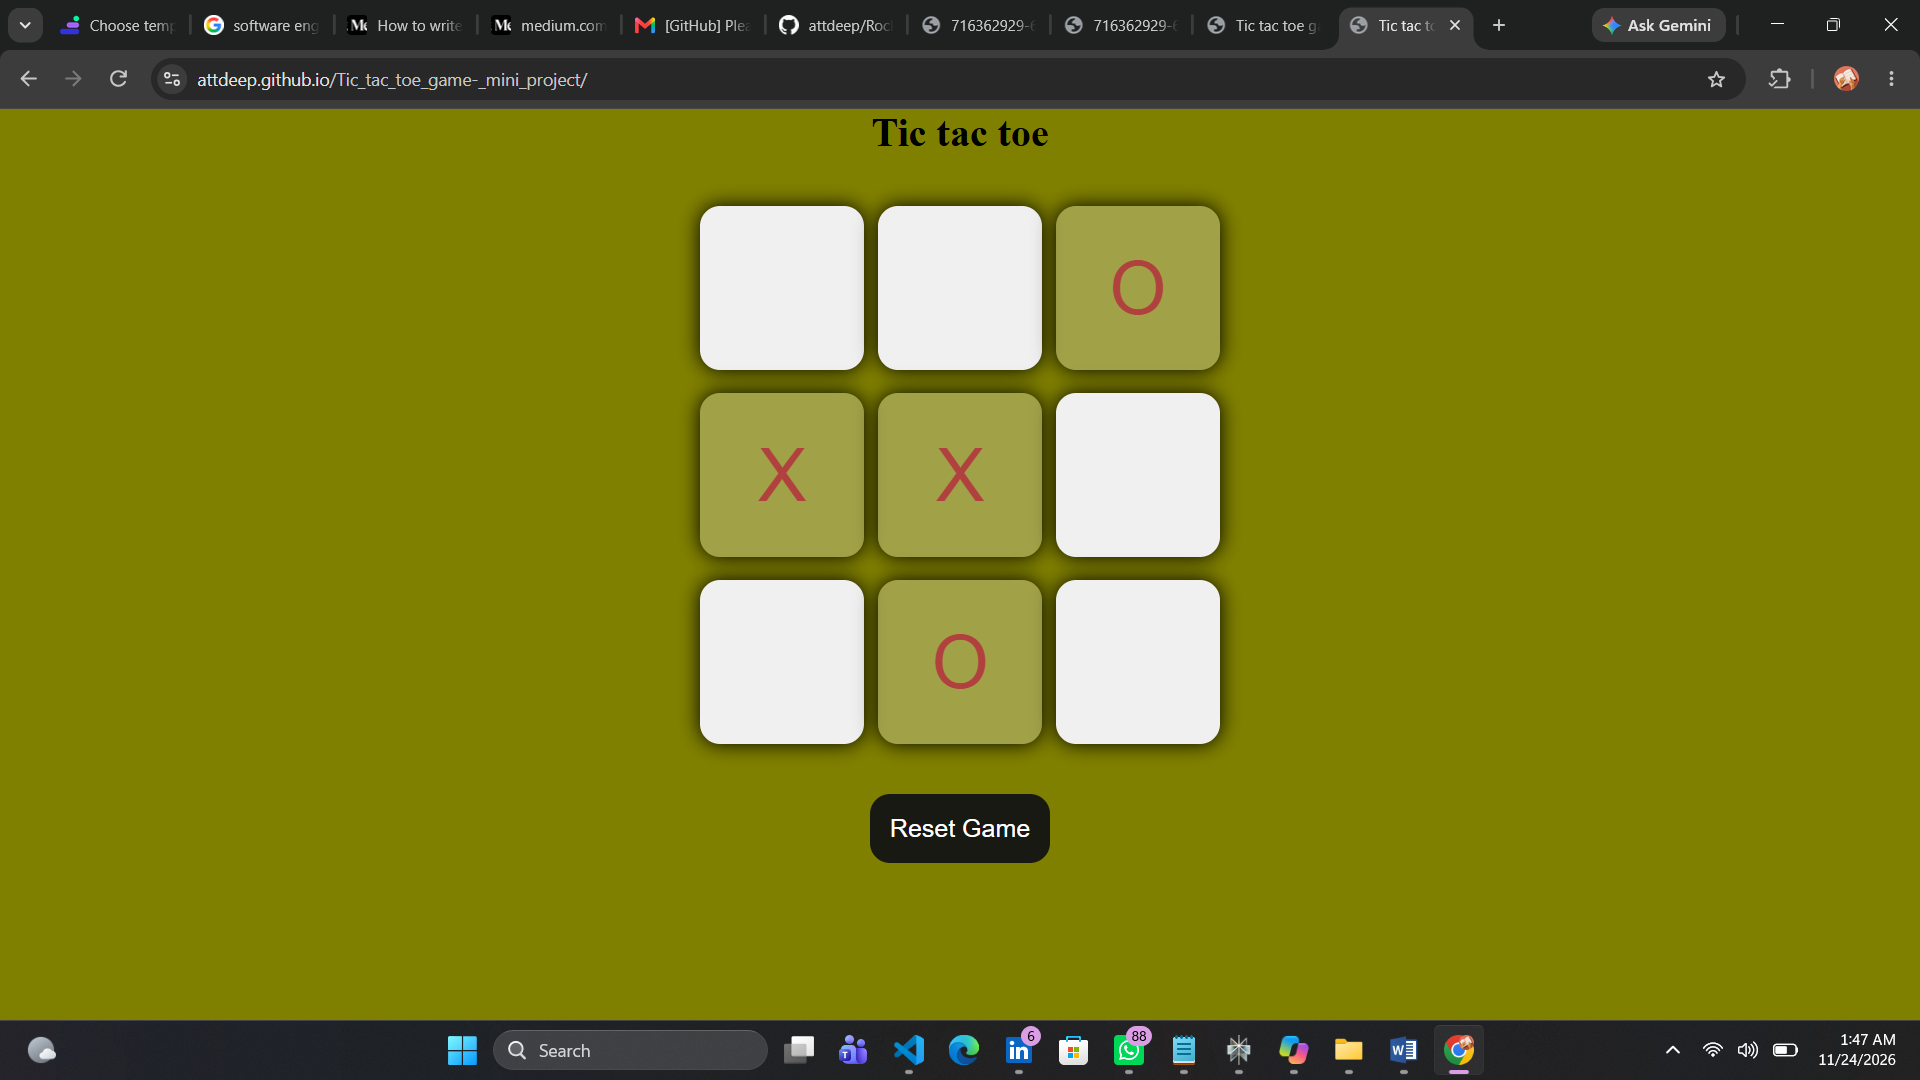 Choose temp
software eng
How to write
medium.com
[GitHub] Plea
attdeep/Roc
716362929-6
716362929-6
Tic tac toe g
Tic tac to
Ask Gemini
attdeep.github.io/Tic_tac_toe_game-_mini_project/
Tic tac toe
O
X X
O
Reset Game
Search
6
88
1:47 AM
11/24/2026